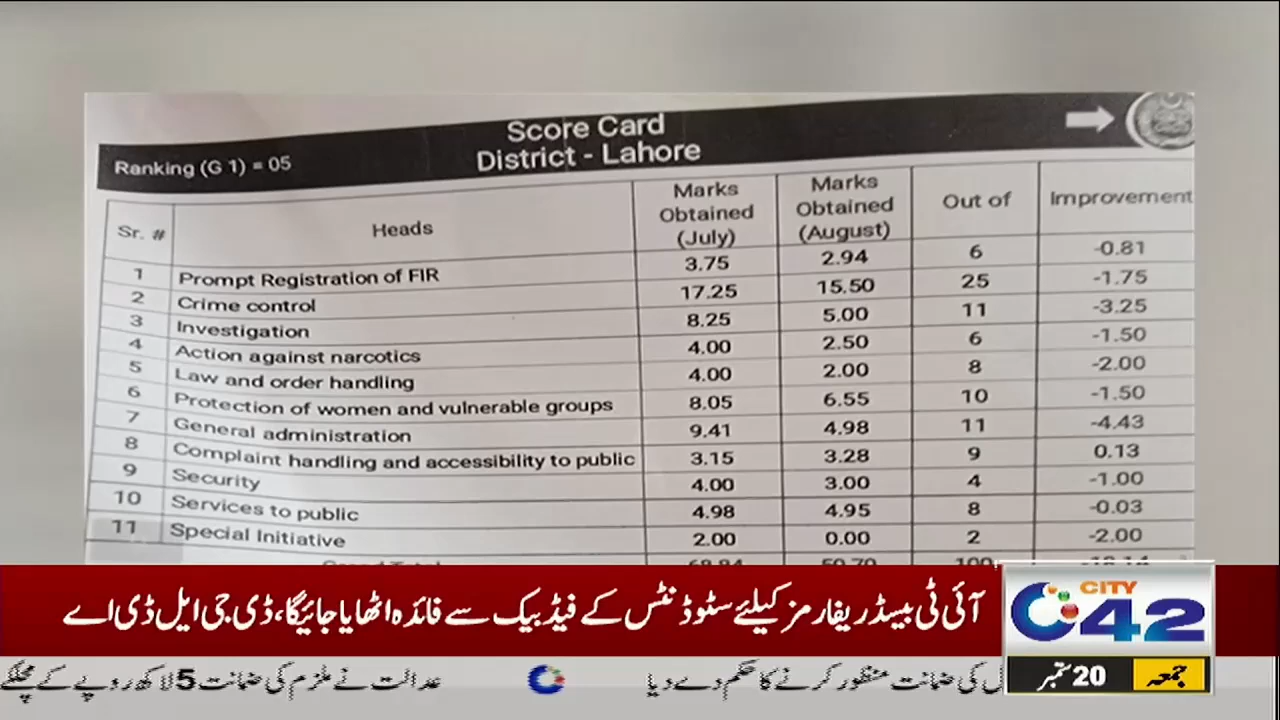 Score Card
Ranking (G 1) = 05 District - Lahore
Sr. # Heads Marks Obtained (July) Marks Obtained (August) Out of Improvement
1 Prompt Registration of FIR 3.75 2.94 6 -0.81
2 Crime control 17.25 15.50 25 -1.75
3 Investigation 8.25 5.00 11 -3.25
4 Action against narcotics 4.00 2.50 6 -1.50
5 Law and order handling 4.00 2.00 8 -2.00
6 Protection of women and vulnerable groups 8.05 6.55 10 -1.50
7 General administration 9.41 4.98 11 -4.43
8 Complaint handling and accessibility to public 3.15 3.28 9 0.13
9 Security 4.00 3.00 4 -1.00
10 Services to public 4.98 4.95 8 -0.03
11 Special Initiative 2.00 0.00 2 -2.00
آئی ٹی بیسڈ ریفارمز کیلئے سٹوڈنٹس کے فیڈ بیک سے فائدہ اٹھایا جائیگا، ڈی جی ایل ڈی اے
CITY 42
جمعہ 20 ستمبر
کی ضمانت منظور کرنے کا حکم دے دیا
عدالت نے ملزم کی ضمانت 5 لاکھ روپے کے مچلکے